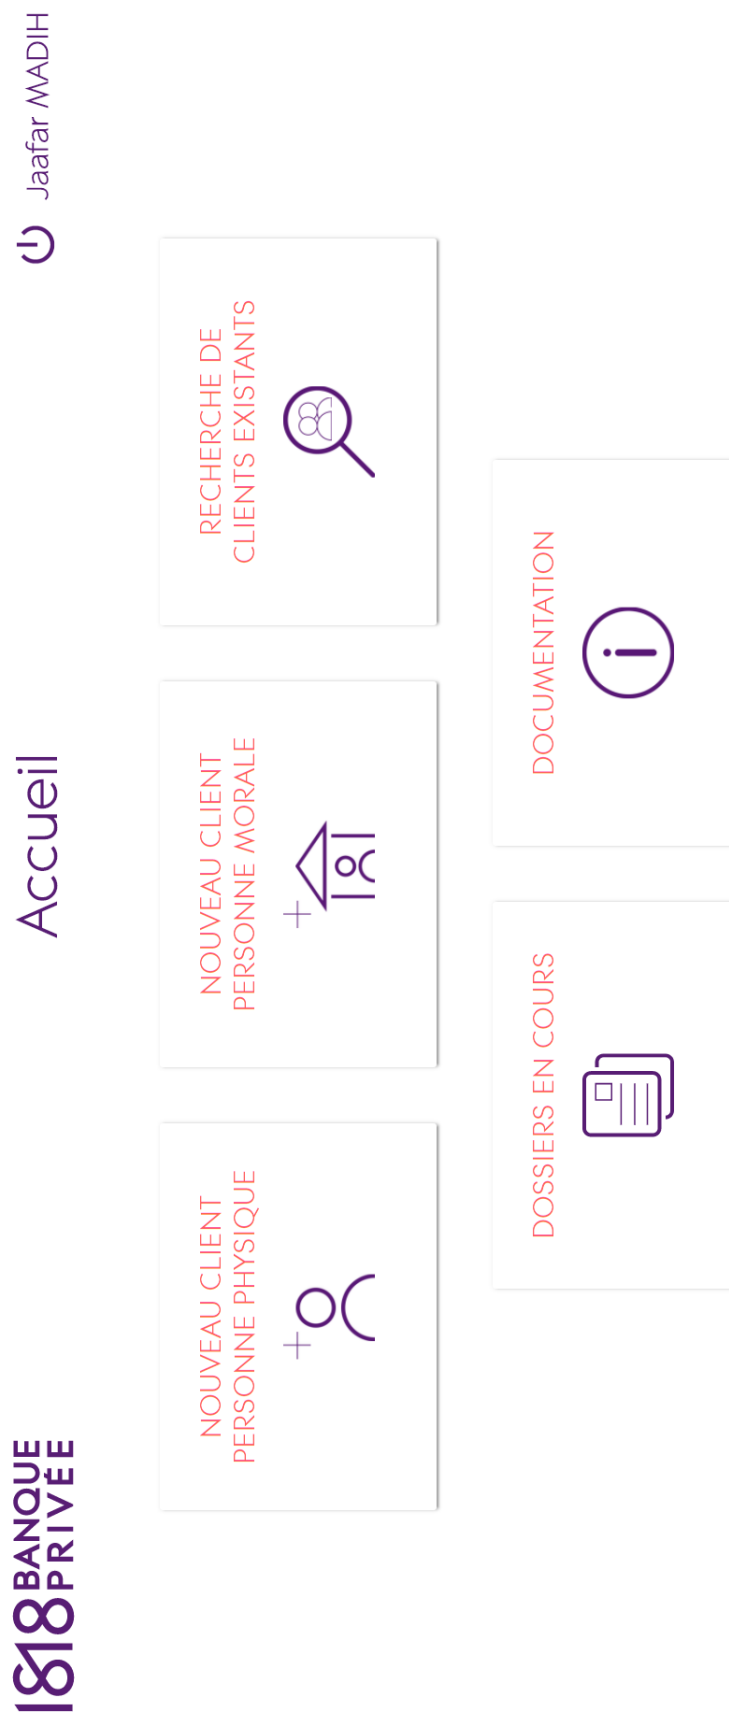 1818 BANQUE
PRIVÉE
Accueil
Jaafar MADIH
NOUVEAU CLIENT
PERSONNE PHYSIQUE
NOUVEAU CLIENT
PERSONNE MORALE
RECHERCHE DE
CLIENTS EXISTANTS
DOSSIERS EN COURS
DOCUMENTATION